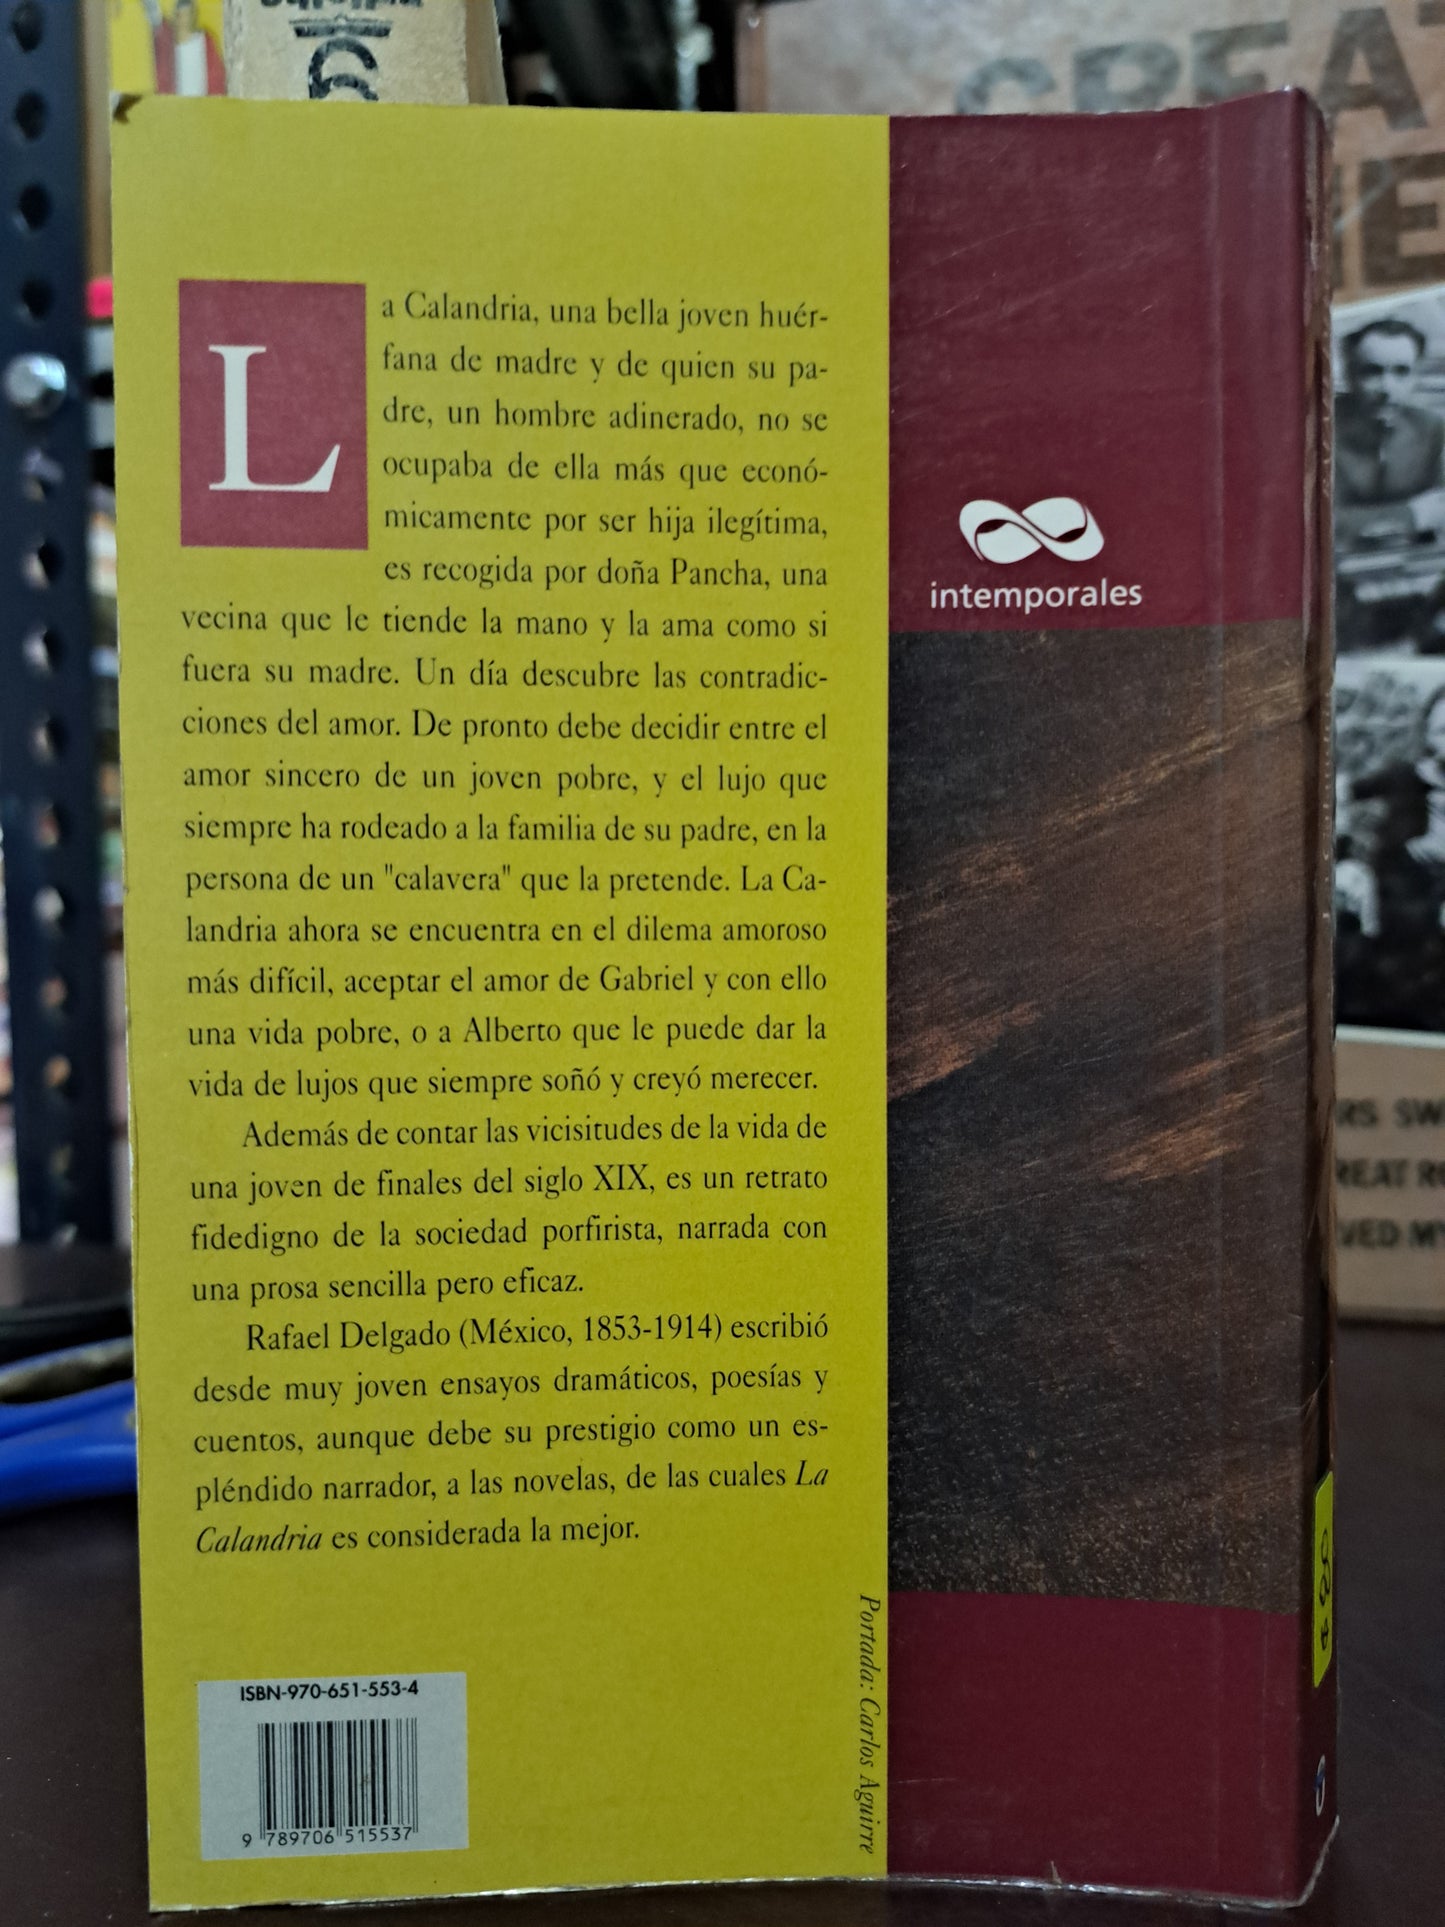 La Calandria, una bella joven huér-
fana de madre y de quien su pa-
dre, un hombre adinerado, no se
ocupaba de ella más que econó-
micamente por ser hija ilegítima,
es recogida por doña Pancha, una
vecina que le tiende la mano y la ama como si
fuera su madre. Un día descubre las contradic-
ciones del amor. De pronto debe decidir entre el
amor sincero de un joven pobre, y el lujo que
siempre ha rodeado a la familia de su padre, en la
persona de un "calavera" que la pretende. La Ca-
landria ahora se encuentra en el dilema amoroso
más difícil, aceptar el amor de Gabriel y con ello
una vida pobre, o a Alberto que le puede dar la
vida de lujos que siempre soñó y creyó merecer.
Además de contar las vicisitudes de la vida de
una joven de finales del siglo XIX, es un retrato
fidedigno de la sociedad porfirista, narrada con
una prosa sencilla pero eficaz.
Rafael Delgado (México, 1853-1914) escribió
desde muy joven ensayos dramáticos, poesías y
cuentos, aunque debe su prestigio como un es-
pléndido narrador, a las novelas, de las cuales La
Calandria es considerada la mejor.
Portada: Carlos Aguirre
ISBN-970-651-553-4
9 789706 515537
intemporales
GREAT
RS SW
REAT RO
VED MY